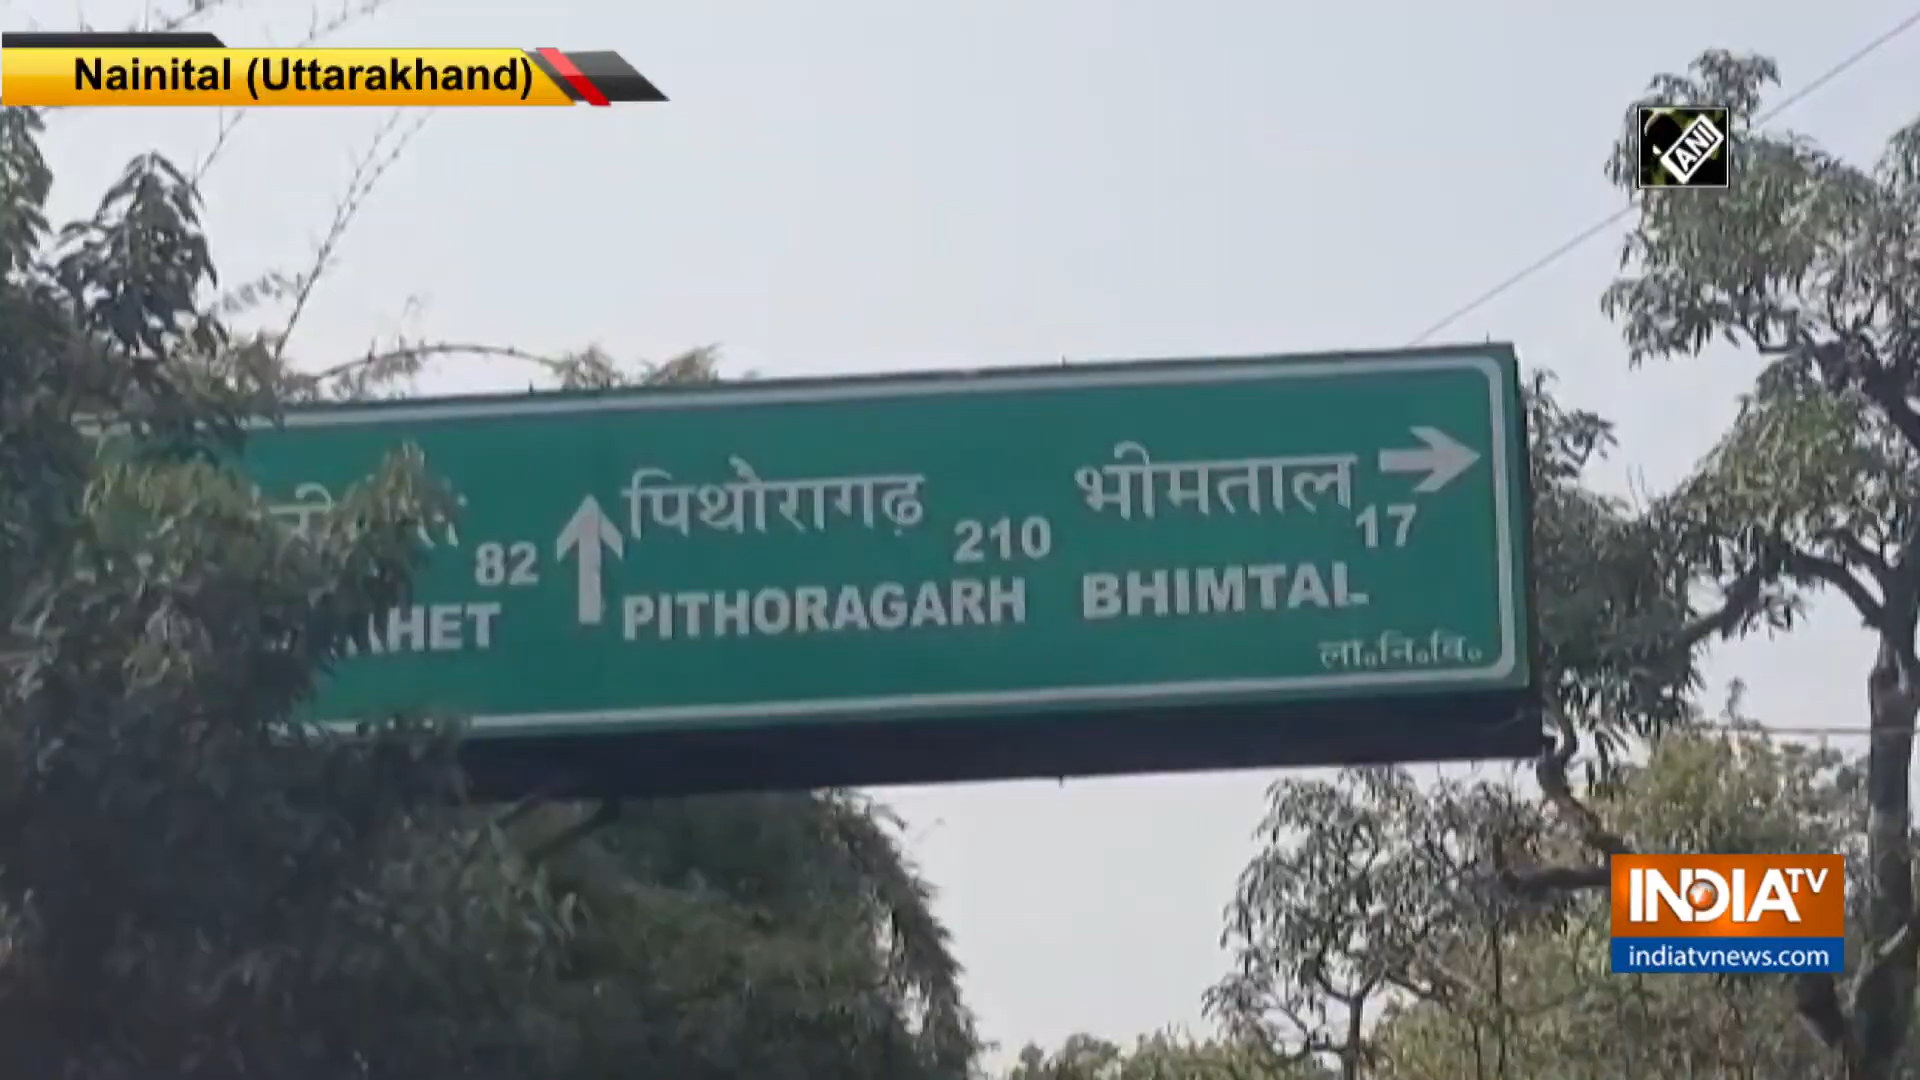 Nainital (Uttarakhand)
ANI
82
पिथौरागढ़
210
PITHORAGARH
भीमताल
17
BHIMTAL
ला॰नि॰वि॰
INDIA TV
indiatvnews.com